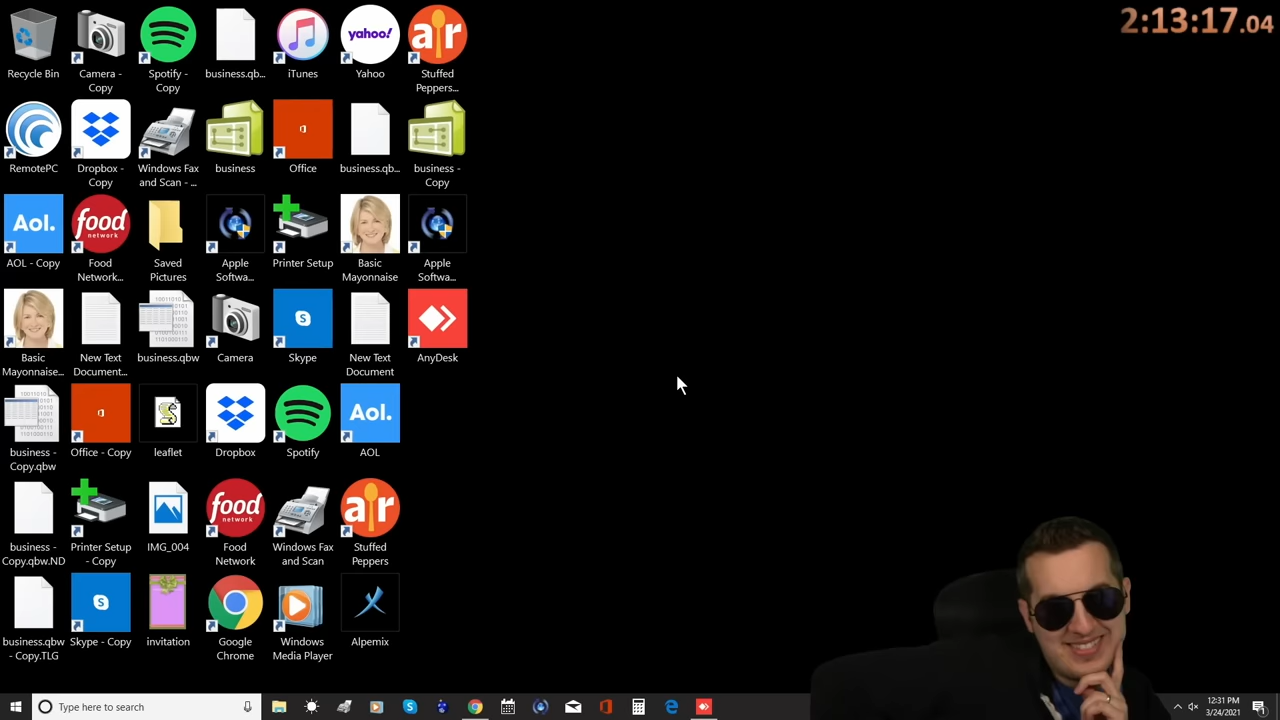 2:13:17.04
Recycle Bin
Camera -
Copy
Spotify -
Copy
business.qb...
iTunes
yahoo!
Yahoo
air
Stuffed
Peppers...
RemotePC
Dropbox -
Copy
Windows Fax
and Scan - ...
business
Office
business.qb...
business -
Copy
Aol.
AOL - Copy
food
network
Food
Network...
Saved
Pictures
Apple
Softwa...
Printer Setup
Basic
Mayonnaise
Apple
Softwa...
Basic
Mayonnaise...
New Text
Document...
business.qbw
Camera
Skype
New Text
Document
AnyDesk
business -
Copy.qbw
Office - Copy
leaflet
Dropbox
Spotify
Aol.
AOL
business -
Copy.qbw.ND
Printer Setup
- Copy
IMG_004
food
network
Food
Network
Windows Fax
and Scan
air
Stuffed
Peppers
business.qbw
- Copy.TLG
Skype - Copy
invitation
Google
Chrome
Windows
Media Player
Alpemix
Type here to search
12:31 PM
3/24/2021